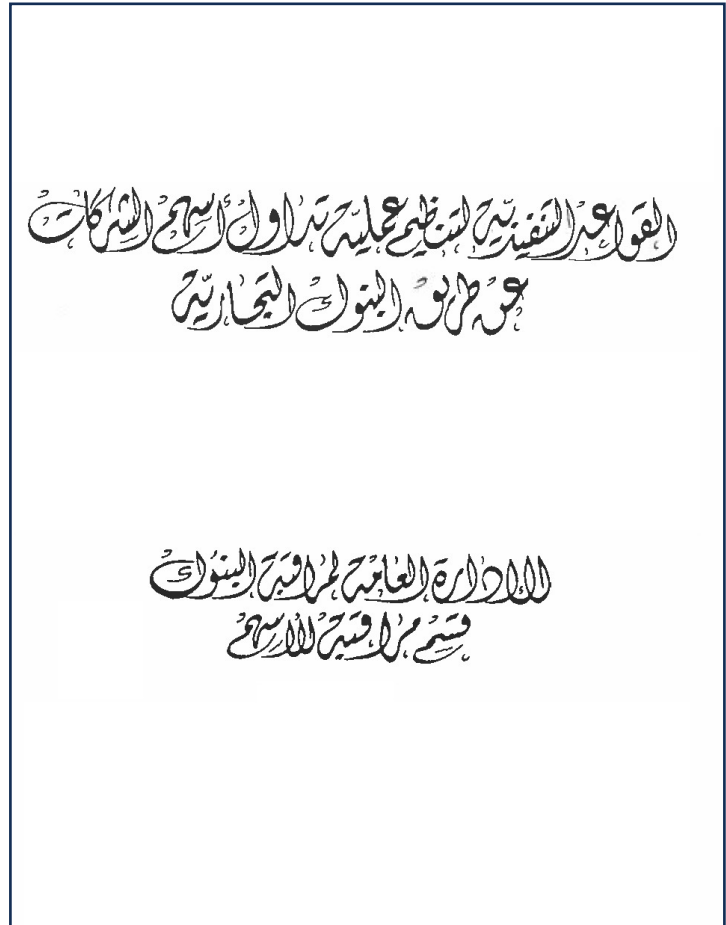 القواعد التنفيذية لتنظيم عملية تداول أسهم الشركات
عن طريق البنوك التجارية
الإدارة العامة لمراقبة البنوك
قسم مراقبة الأسهم